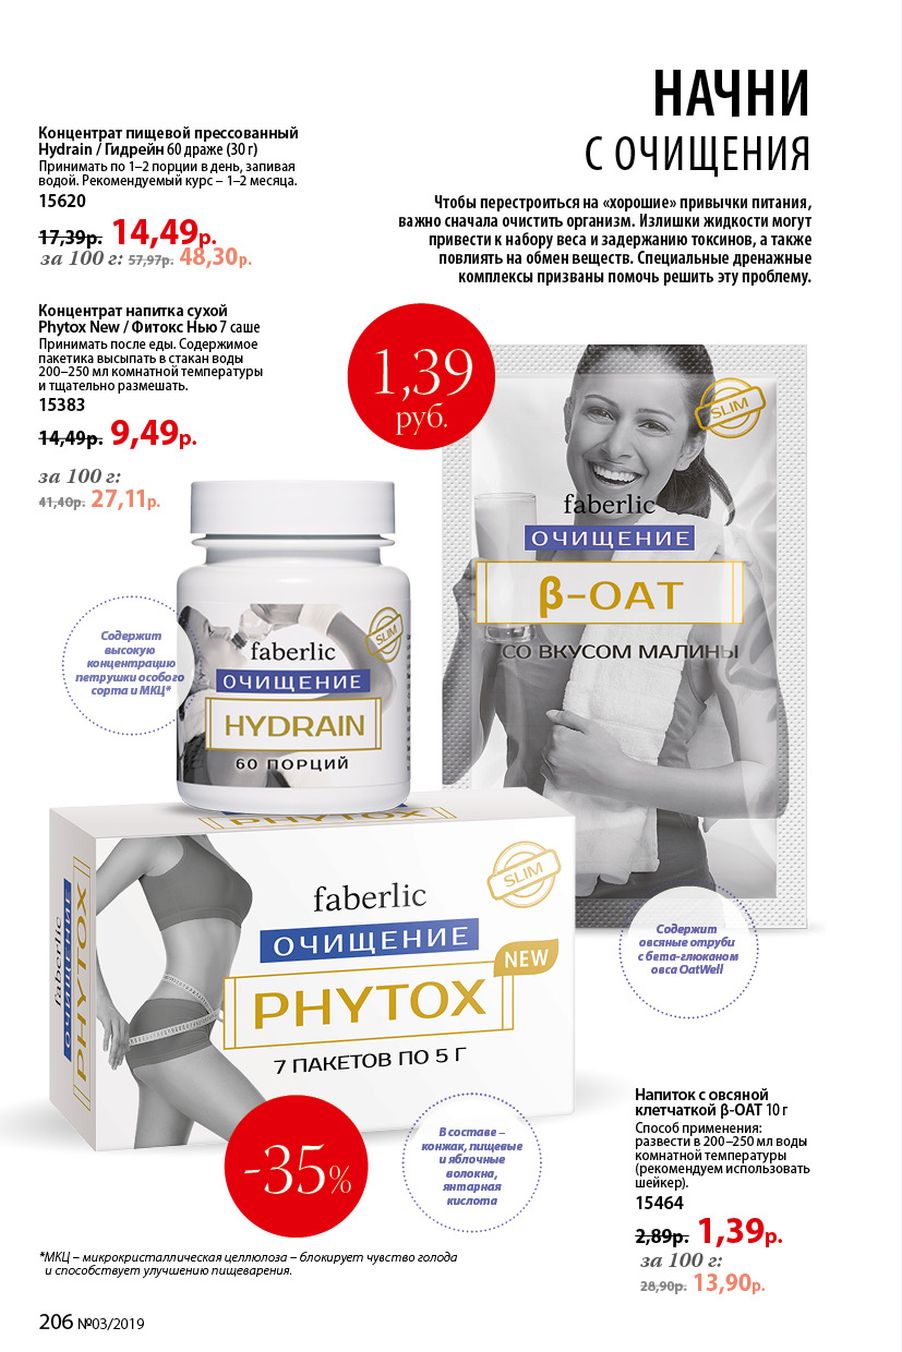 НАЧНИ
С ОЧИЩЕНИЯ
Чтобы перестроиться на «хорошие» привычки питания,
важно сначала очистить организм. Излишки жидкости могут
привести к набору веса и задержанию токсинов, а также
повлиять на обмен веществ. Специальные дренажные
комплексы призваны помочь решить эту проблему.
Концентрат пищевой прессованный
Hydrain / Гидрейн 60 драже (30 г)
Принимать по 1–2 порции в день, запивая
водой. Рекомендуемый курс – 1–2 месяца.
15620
17,39р. 14,49р.
за 100 г: 57,97р. 48,30р.
Концентрат напитка сухой
Phytox New / Фитокс Нью 7 саше
Принимать после еды. Содержимое
пакетика высыпать в стакан воды
200–250 мл комнатной температуры
и тщательно размешать.
15383
14,49р. 9,49р.
за 100 г:
41,40р. 27,11р.
1,39
руб.
SLIM
faberlic
ОЧИЩЕНИЕ
β-OAT
СО ВКУСОМ МАЛИНЫ
Содержит
высокую
концентрацию
петрушки особого
сорта и МКЦ*
SLIM
faberlic
ОЧИЩЕНИЕ
HYDRAIN
60 ПОРЦИЙ
PHYTOX
faberlic
ОЧИЩЕНИЕ
PHYTOX
SLIM
faberlic
ОЧИЩЕНИЕ
NEW
PHYTOX
7 ПАКЕТОВ ПО 5 Г
Содержит
овсяные отруби
с бета-глюканом
овса OatWell
-35%
В составе –
конжак, пищевые
и яблочные
волокна,
янтарная
кислота
Напиток с овсяной
клетчаткой β-OAT 10 г
Способ применения:
развести в 200–250 мл воды
комнатной температуры
(рекомендуем использовать
шейкер).
15464
2,89р. 1,39р.
за 100 г:
28,90р. 13,90р.
*МКЦ – микрокристаллическая целлюлоза – блокирует чувство голода
и способствует улучшению пищеварения.
206 №03/2019